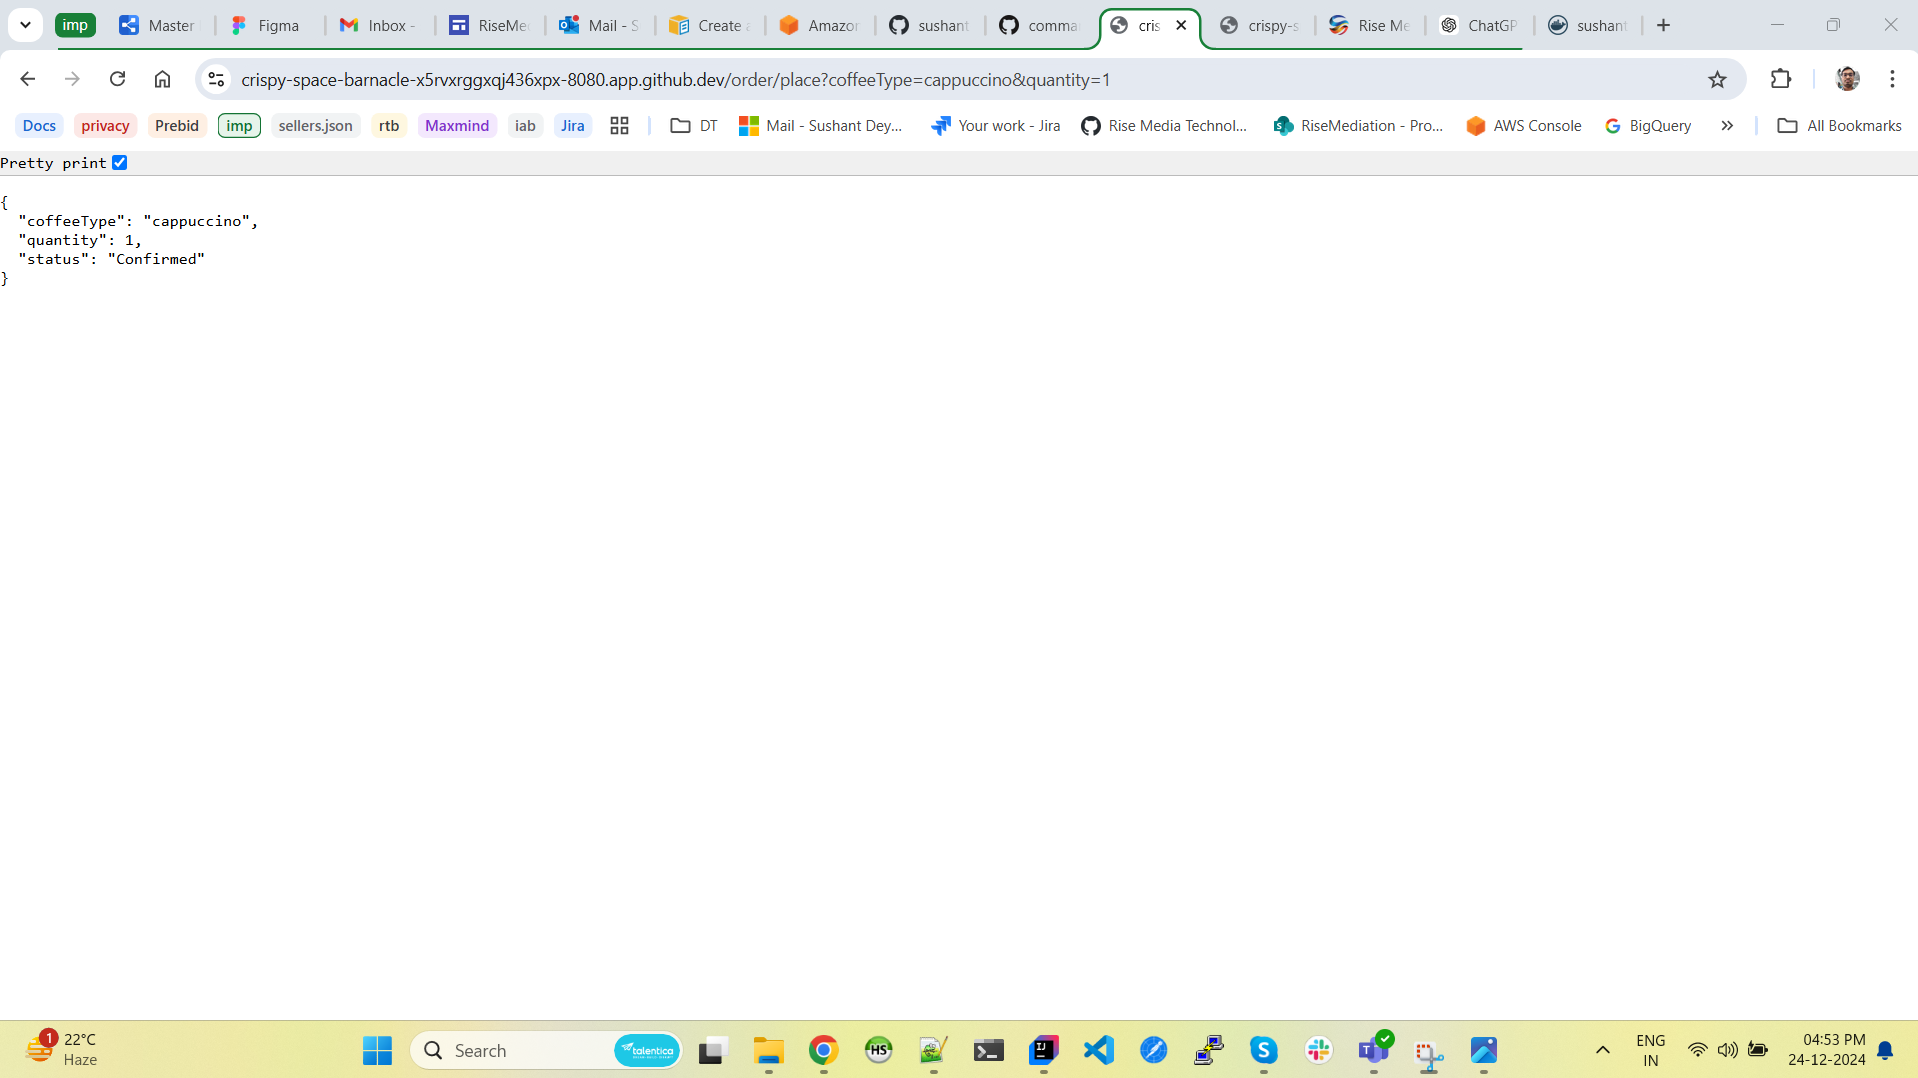 imp
Master
Figma
Inbox -
RiseMe
Mail - S
Create a
Amazor
sushant
comma
cris
crispy-s
Rise Me
ChatGP
sushant
crispy-space-barnacle-x5rvxrggxqj436xpx-8080.app.github.dev/order/place?coffeeType=cappuccino&quantity=1
Docs privacy Prebid imp sellers.json rtb Maxmind iab Jira DT Mail - Sushant Dey... Your work - Jira Rise Media Technol... RiseMediation - Pro... AWS Console BigQuery All Bookmarks
Pretty print
{
"coffeeType": "cappuccino",
"quantity": 1,
"status": "Confirmed"
}
1
22°C
Haze
Search
talentica
HS
IJ
S
T
ENG
IN
04:53 PM
24-12-2024